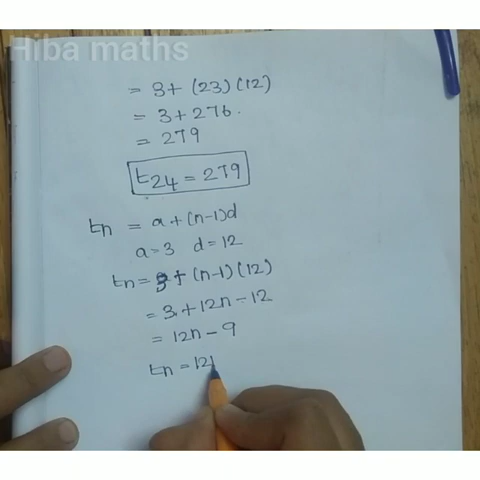 Hiba maths
= 3+ (23) (12)
= 3+276.
= 279
t24 = 279
tn = a+(n-1)d
a=3 d=12
tn = 3+ (n-1) (12)
= 3+12n-12
= 12n-9
tn = 12